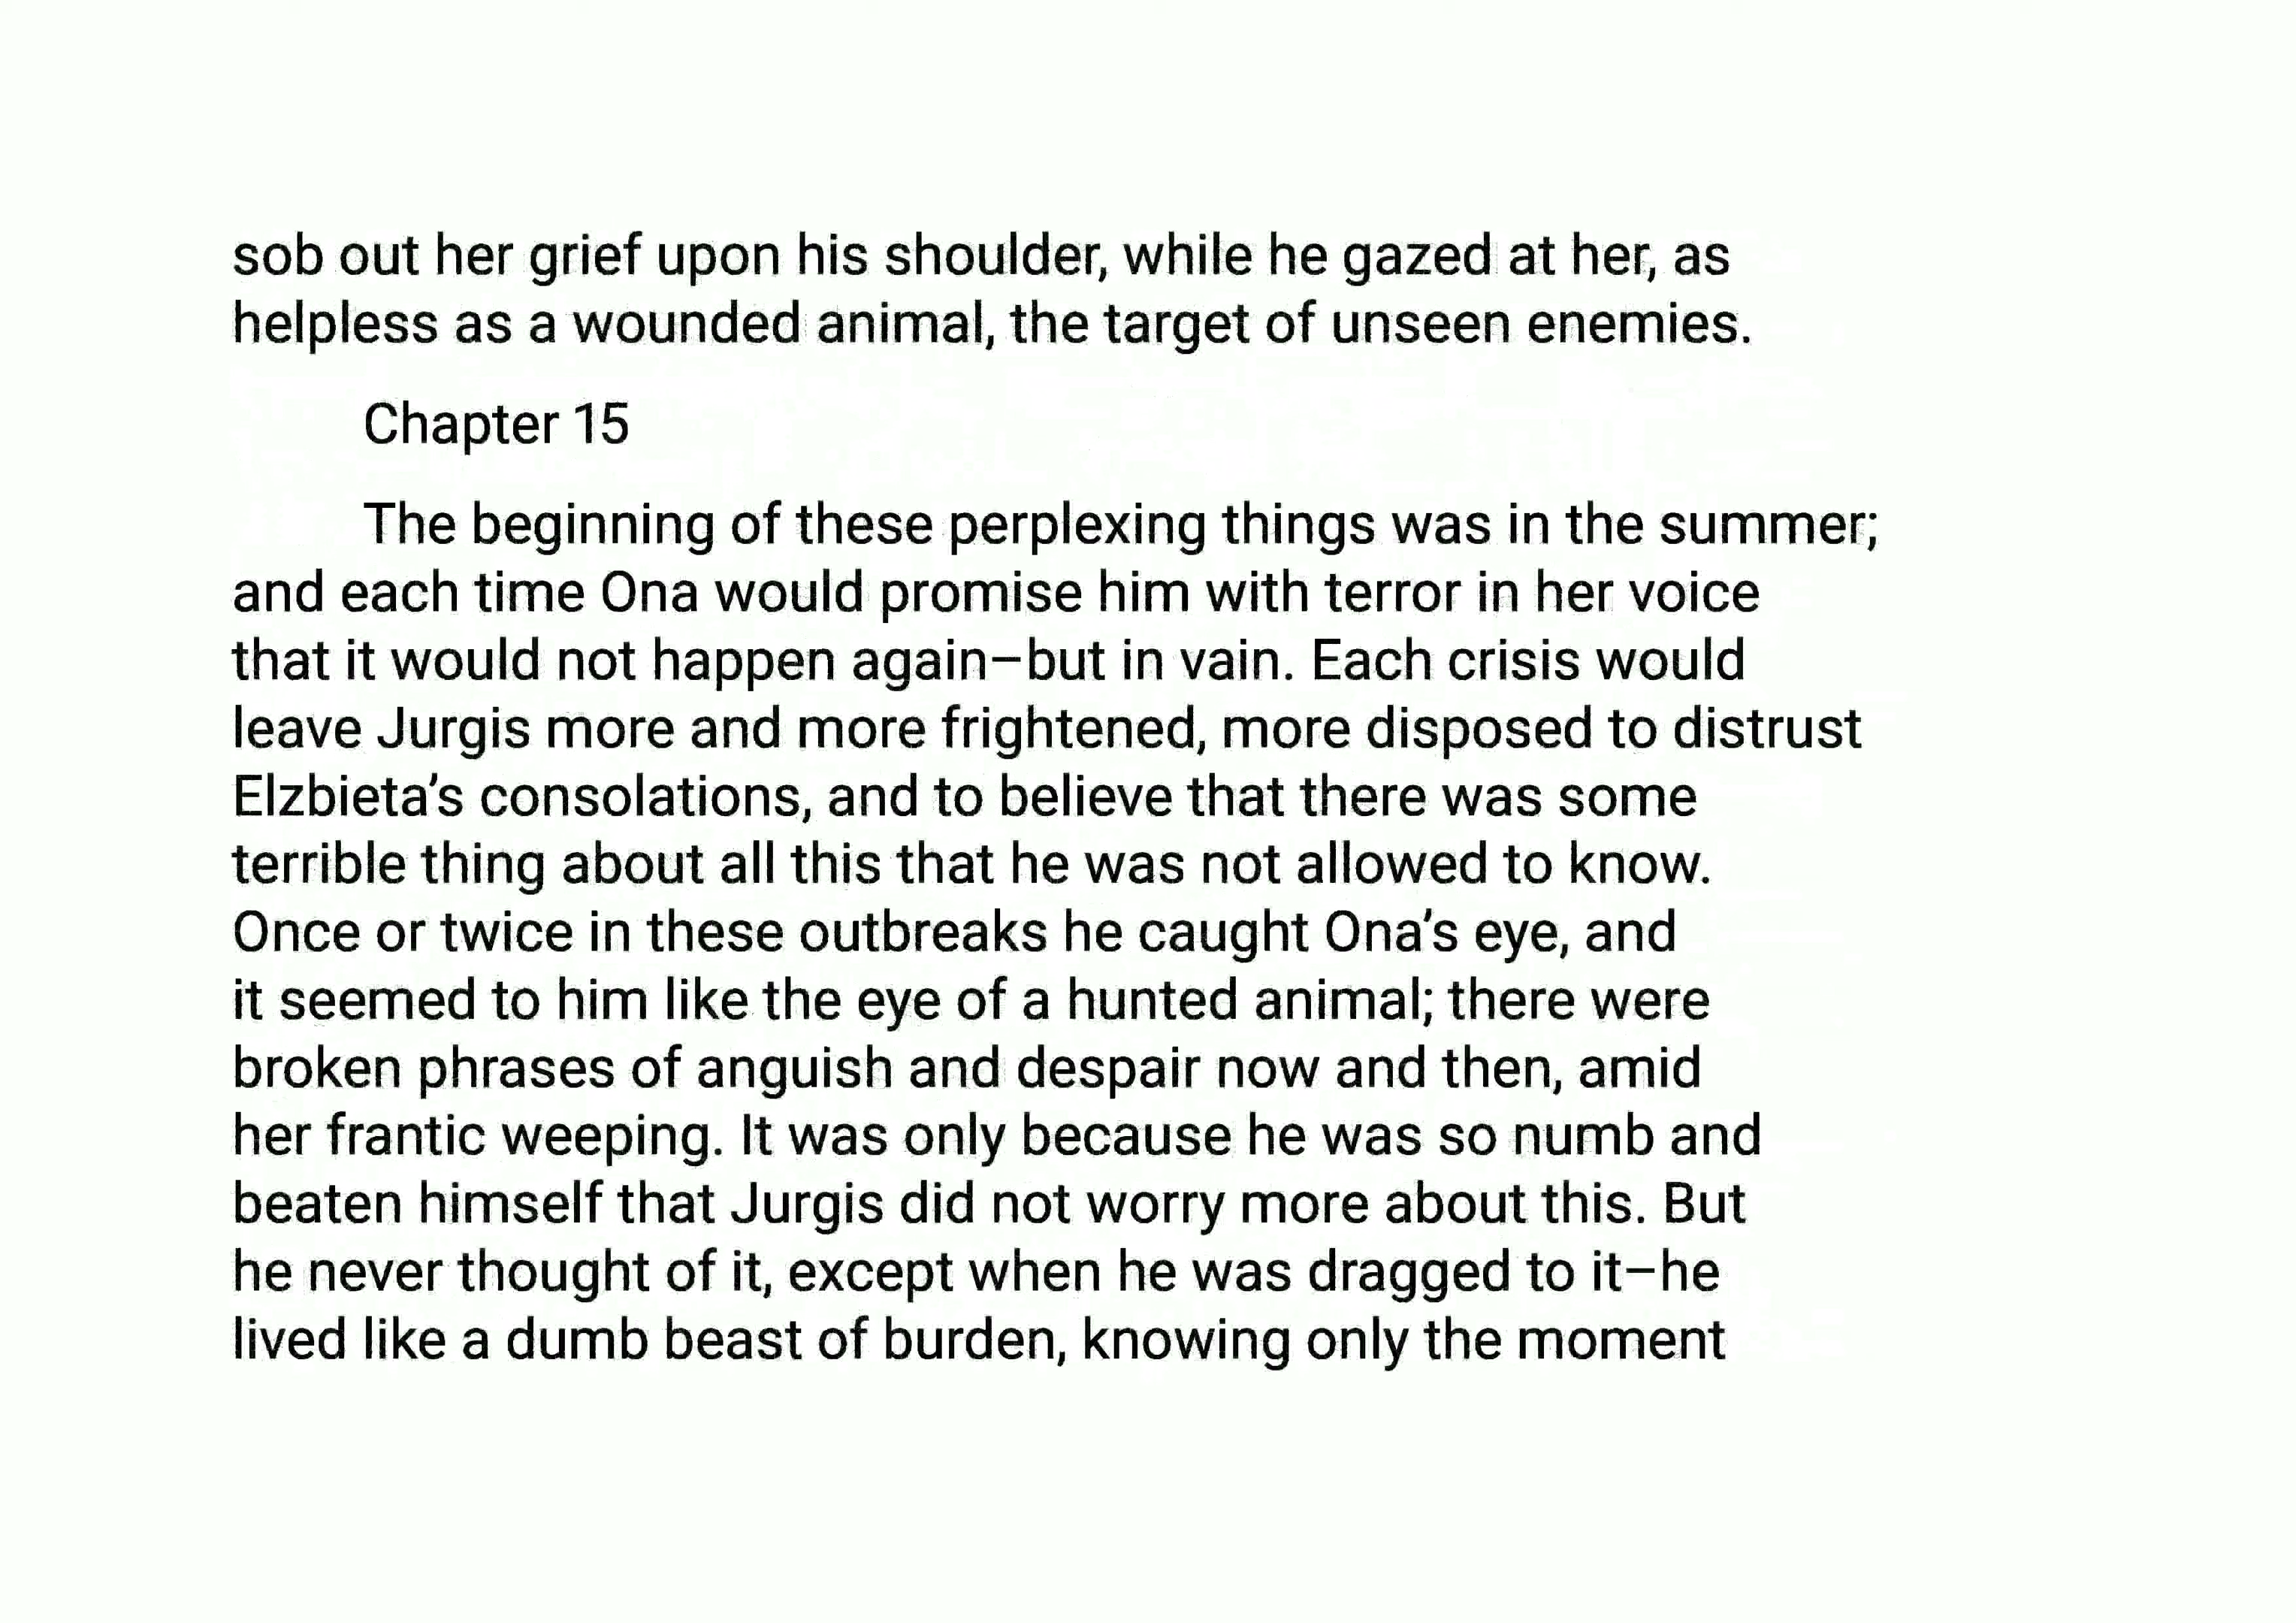 sob out her grief upon his shoulder, while he gazed at her, as
helpless as a wounded animal, the target of unseen enemies.
Chapter 15
The beginning of these perplexing things was in the summer;
and each time Ona would promise him with terror in her voice
that it would not happen again–but in vain. Each crisis would
leave Jurgis more and more frightened, more disposed to distrust
Elzbieta's consolations, and to believe that there was some
terrible thing about all this that he was not allowed to know.
Once or twice in these outbreaks he caught Ona's eye, and
it seemed to him like the eye of a hunted animal; there were
broken phrases of anguish and despair now and then, amid
her frantic weeping. It was only because he was so numb and
beaten himself that Jurgis did not worry more about this. But
he never thought of it, except when he was dragged to it–he
lived like a dumb beast of burden, knowing only the moment